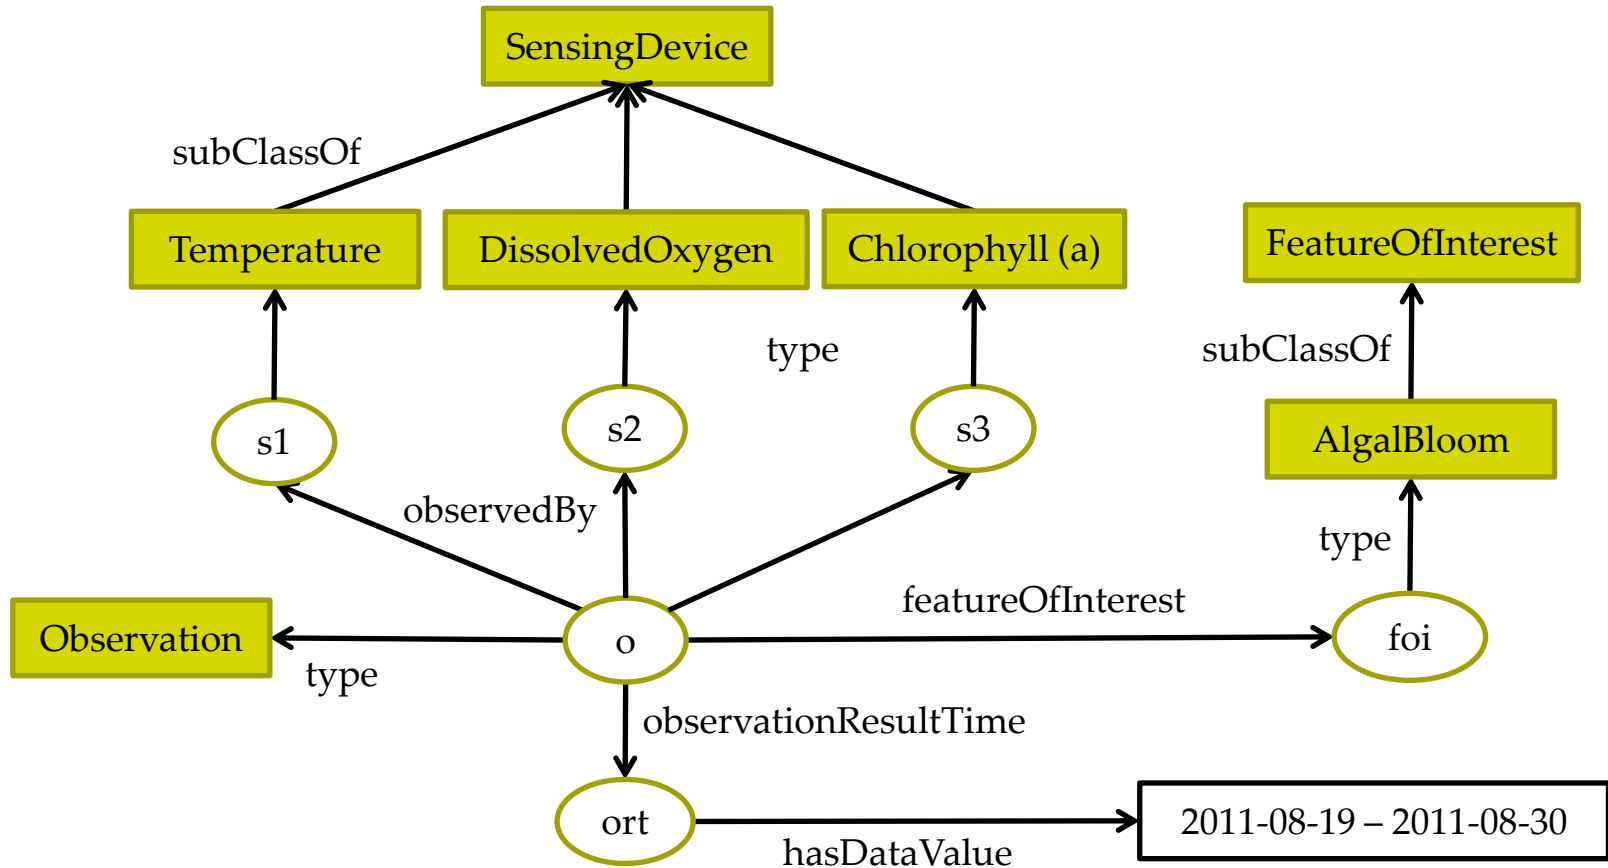 SensingDevice
subClassOf
Temperature
DissolvedOxygen
Chlorophyll (a)
FeatureOfInterest
type
subClassOf
s1
s2
s3
AlgalBloom
observedBy
type
featureOfInterest
Observation
o
foi
type
observationResultTime
ort
2011-08-19 – 2011-08-30
hasDataValue